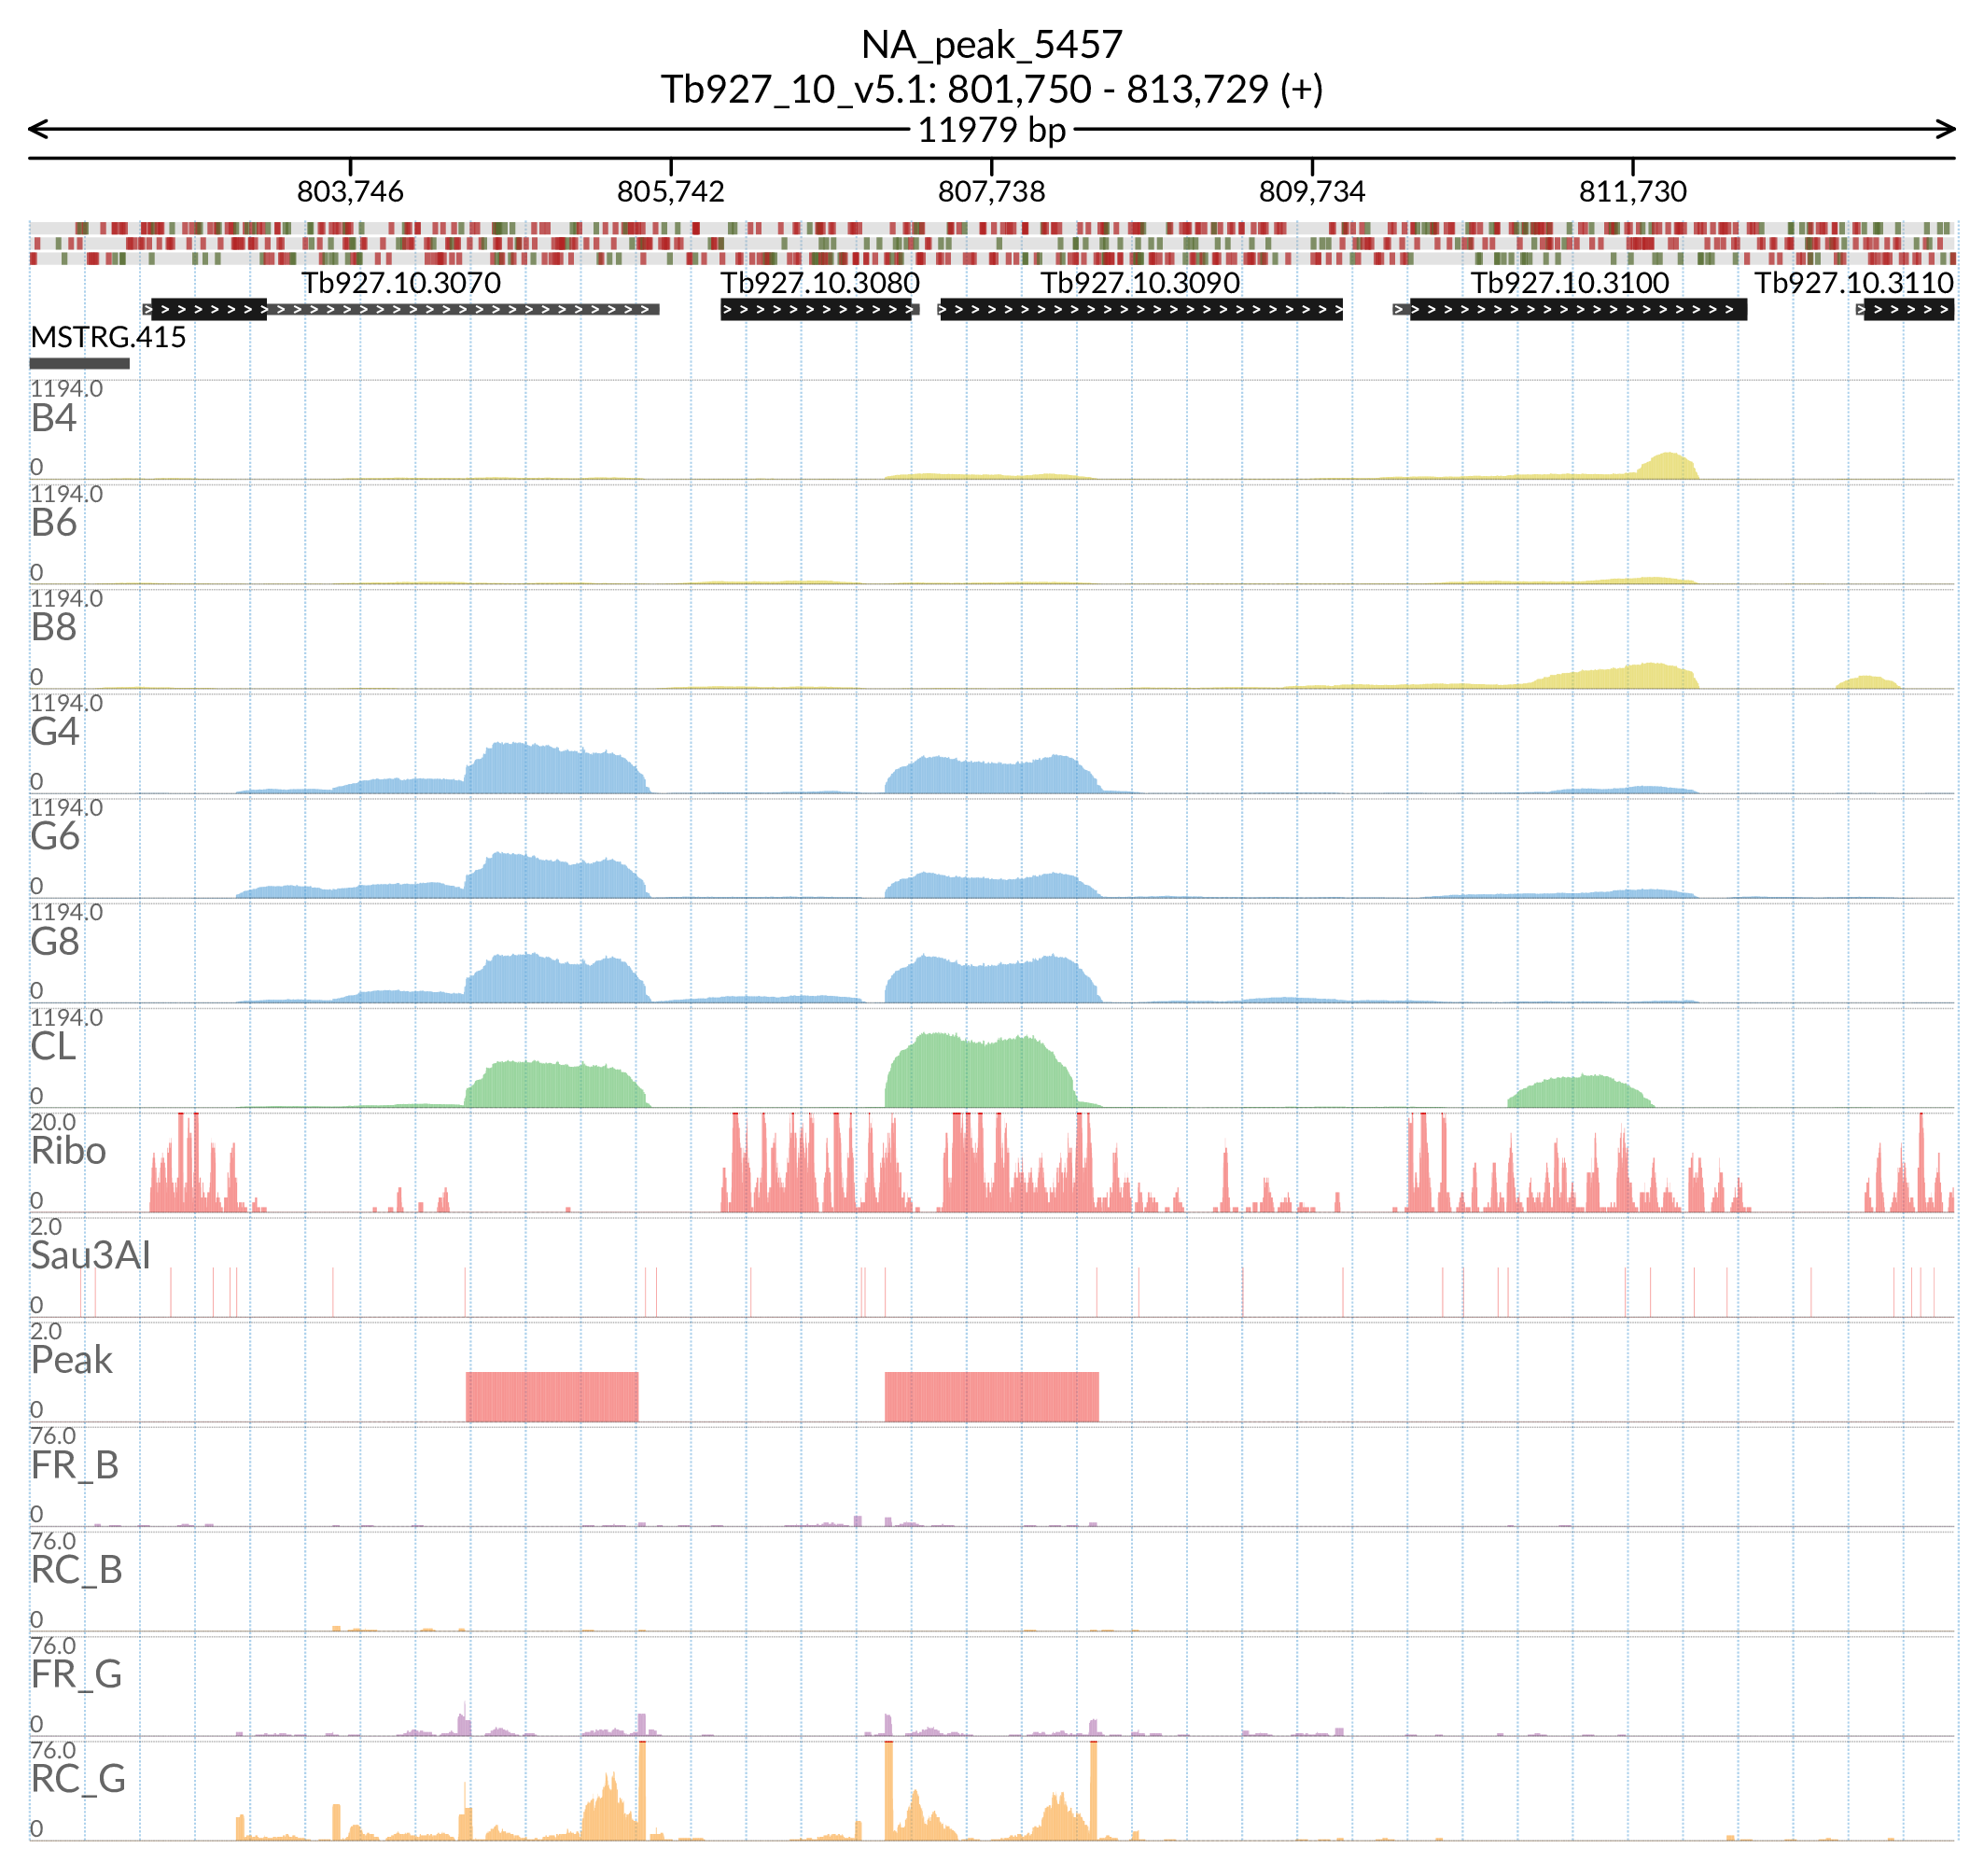 NA_peak_5457
Tb927_10_v5.1: 801,750 - 813,729 (+)
11979 bp
803,746 805,742 807,738 809,734 811,730
Tb927.10.3070 Tb927.10.3080 Tb927.10.3090 Tb927.10.3100 Tb927.10.3110
MSTRG.415
1194.0
B4
0
1194.0
B6
0
1194.0
B8
0
1194.0
G4
0
1194.0
G6
0
1194.0
G8
0
1194.0
CL
0
20.0
Ribo
0
2.0
Sau3AI
0
2.0
Peak
0
76.0
FR_B
0
76.0
RC_B
0
76.0
FR_G
0
76.0
RC_G
0